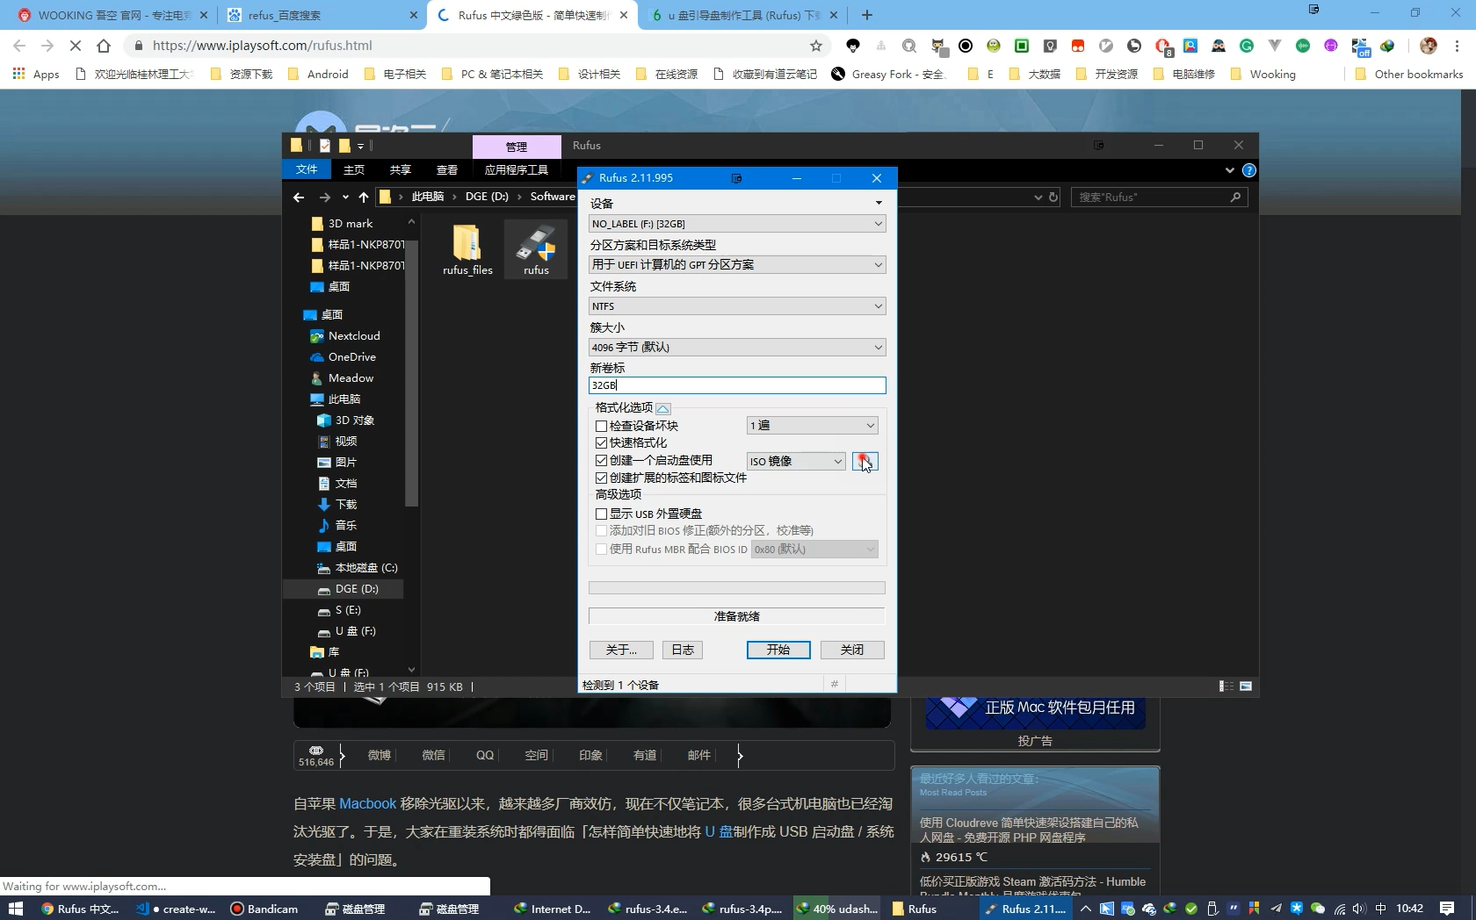 WOOKING 吾空 官网 - 专注电竞
refus_百度搜索
Rufus 中文绿色版 - 简单快速制作
u 盘引导盘制作工具 (Rufus) 下载
https://www.iplaysoft.com/rufus.html
Apps
欢迎光临桂林理工大
资源下载
Android
电子相关
PC & 笔记本相关
设计相关
在线资源
收藏到有道云笔记
Greasy Fork - 安全.
E
大数据
开发资源
电脑维修
Wooking
Other bookmarks
管理
Rufus
文件
主页
共享
查看
应用程序工具
此电脑
DGE (D:)
Software
搜索"Rufus"
3D mark
样品1-NKP870T
样品1-NKP870T
桌面
桌面
Nextcloud
OneDrive
Meadow
此电脑
3D 对象
视频
图片
文档
下载
音乐
桌面
本地磁盘 (C:)
DGE (D:)
S (E:)
U 盘 (F:)
库
U 盘 (F:)
rufus_files
rufus
3 个项目
选中 1 个项目 915 KB
Rufus 2.11.995
设备
NO_LABEL (F:) [32GB]
分区方案和目标系统类型
用于 UEFI 计算机的 GPT 分区方案
文件系统
NTFS
簇大小
4096 字节 (默认)
新卷标
32GB
格式化选项
检查设备坏块
1 遍
快速格式化
创建一个启动盘使用
ISO 镜像
创建扩展的标签和图标文件
高级选项
显示 USB 外置硬盘
添加对旧 BIOS 修正(额外的分区，校准等)
使用 Rufus MBR 配合 BIOS ID
0x80 (默认)
准备就绪
关于...
日志
开始
关闭
检测到 1 个设备
#
正版 Mac 软件包月任用
投广告
516,646
微博
微信
QQ
空间
印象
有道
邮件
自苹果 Macbook 移除光驱以来，越来越多厂商效仿，现在不仅笔记本，很多台式机电脑也已经淘
汰光驱了。于是，大家在重装系统时都得面临「怎样简单快速地将 U 盘制作成 USB 启动盘 / 系统
安装盘」的问题。
最近好多人看过的文章:
Most Read Posts
使用 Cloudreve 简单快速架设搭建自己的私
人网盘 - 免费开源 PHP 网盘程序
29615 ℃
低价买正版游戏 Steam 激活码方法 - Humble
Waiting for www.iplaysoft.com...
Rufus 中文...
create-w...
Bandicam
磁盘管理
磁盘管理
Internet D...
rufus-3.4.e...
rufus-3.4p....
40% udash...
Rufus
Rufus 2.11....
中
10:42